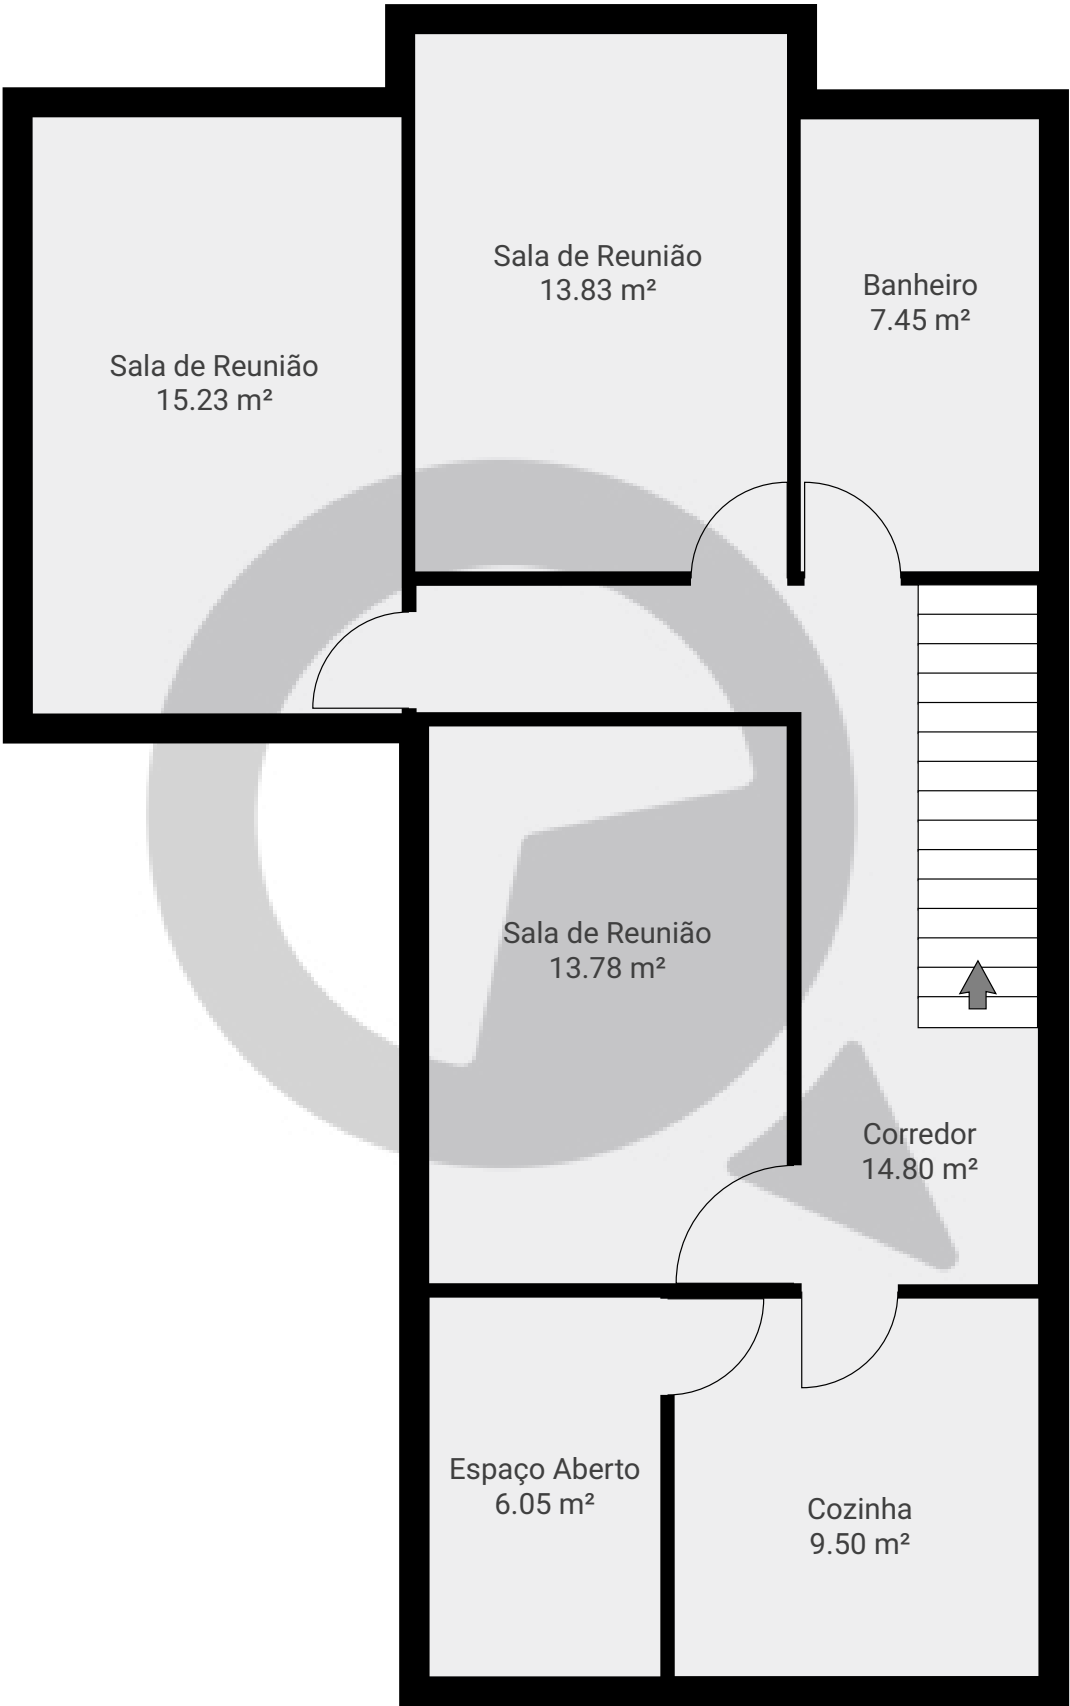 Sala de Reunião
13.83 m²
Banheiro
7.45 m²
Sala de Reunião
15.23 m²
Sala de Reunião
13.78 m²
Corredor
14.80 m²
Espaço Aberto
6.05 m²
Cozinha
9.50 m²